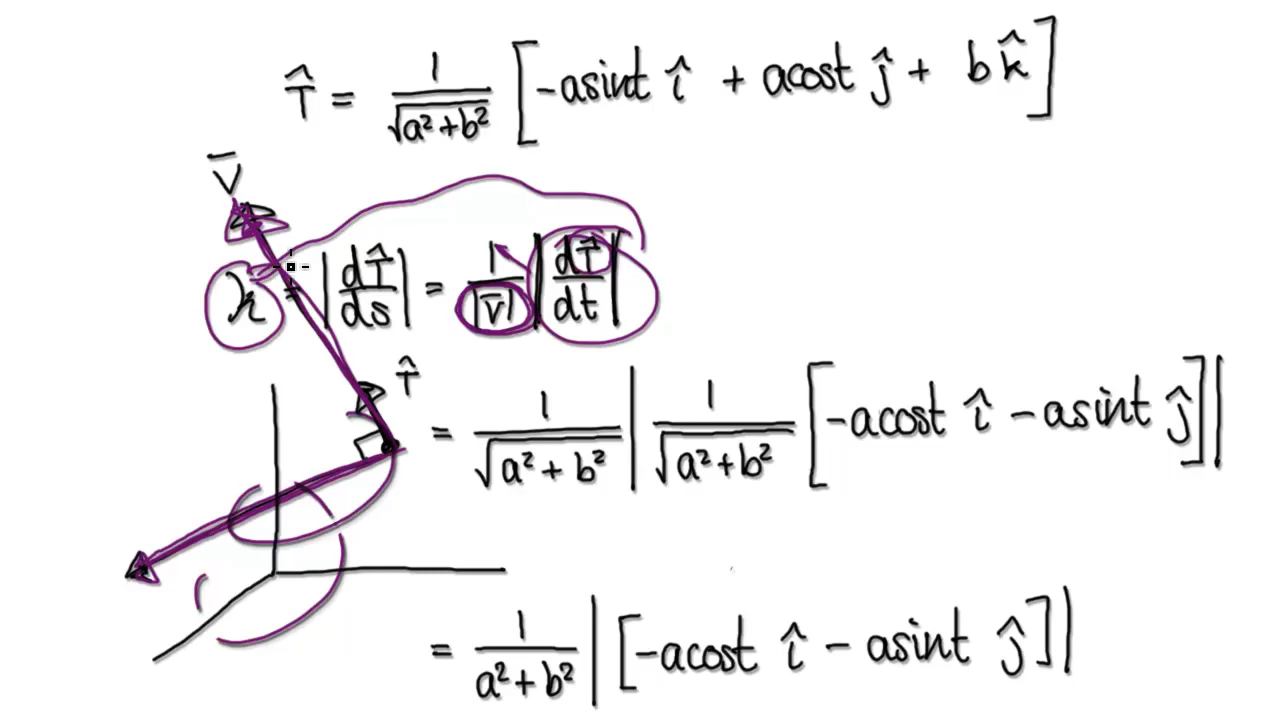 T̂ = 1/√(a²+b²) [-asint î + acost ĵ + bk̂]
V̅
κ = |dT̂/ds| = 1/|v̅| |dT̂/dt|
T̂
= 1/√(a²+b²) | 1/√(a²+b²) [-acost î - asint ĵ]|
= 1/(a²+b²) | [-acost î - asint ĵ]|